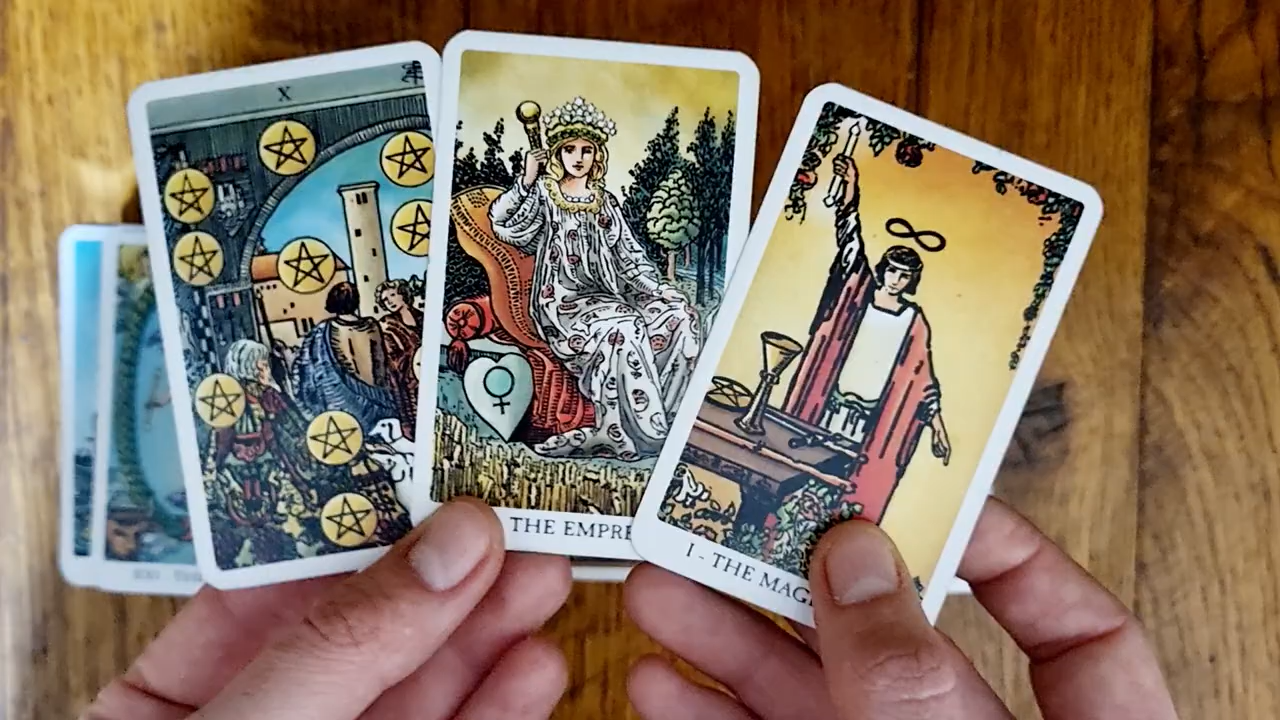 X
THE EMPRE
I - THE MAG